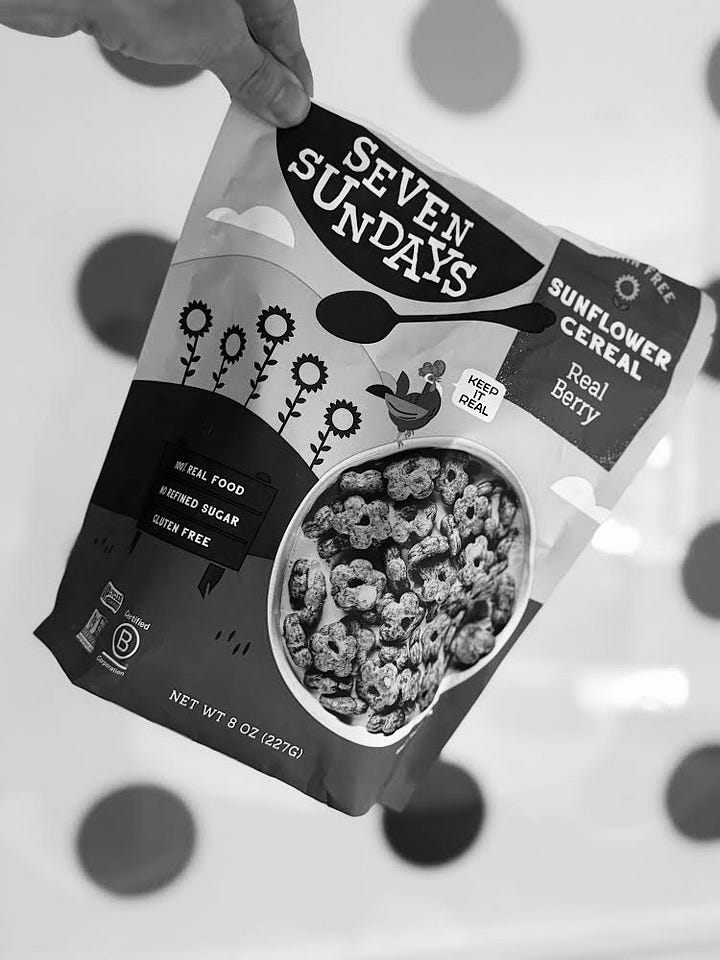 SEVEN
SUNDAYS
SUNFLOWER
CEREAL
Real
Berry
KEEP
IT
REAL
100% REAL FOOD
NO REFINED SUGAR
GLUTEN FREE
Certified
B
Corporation
NET WT 8 OZ (227G)